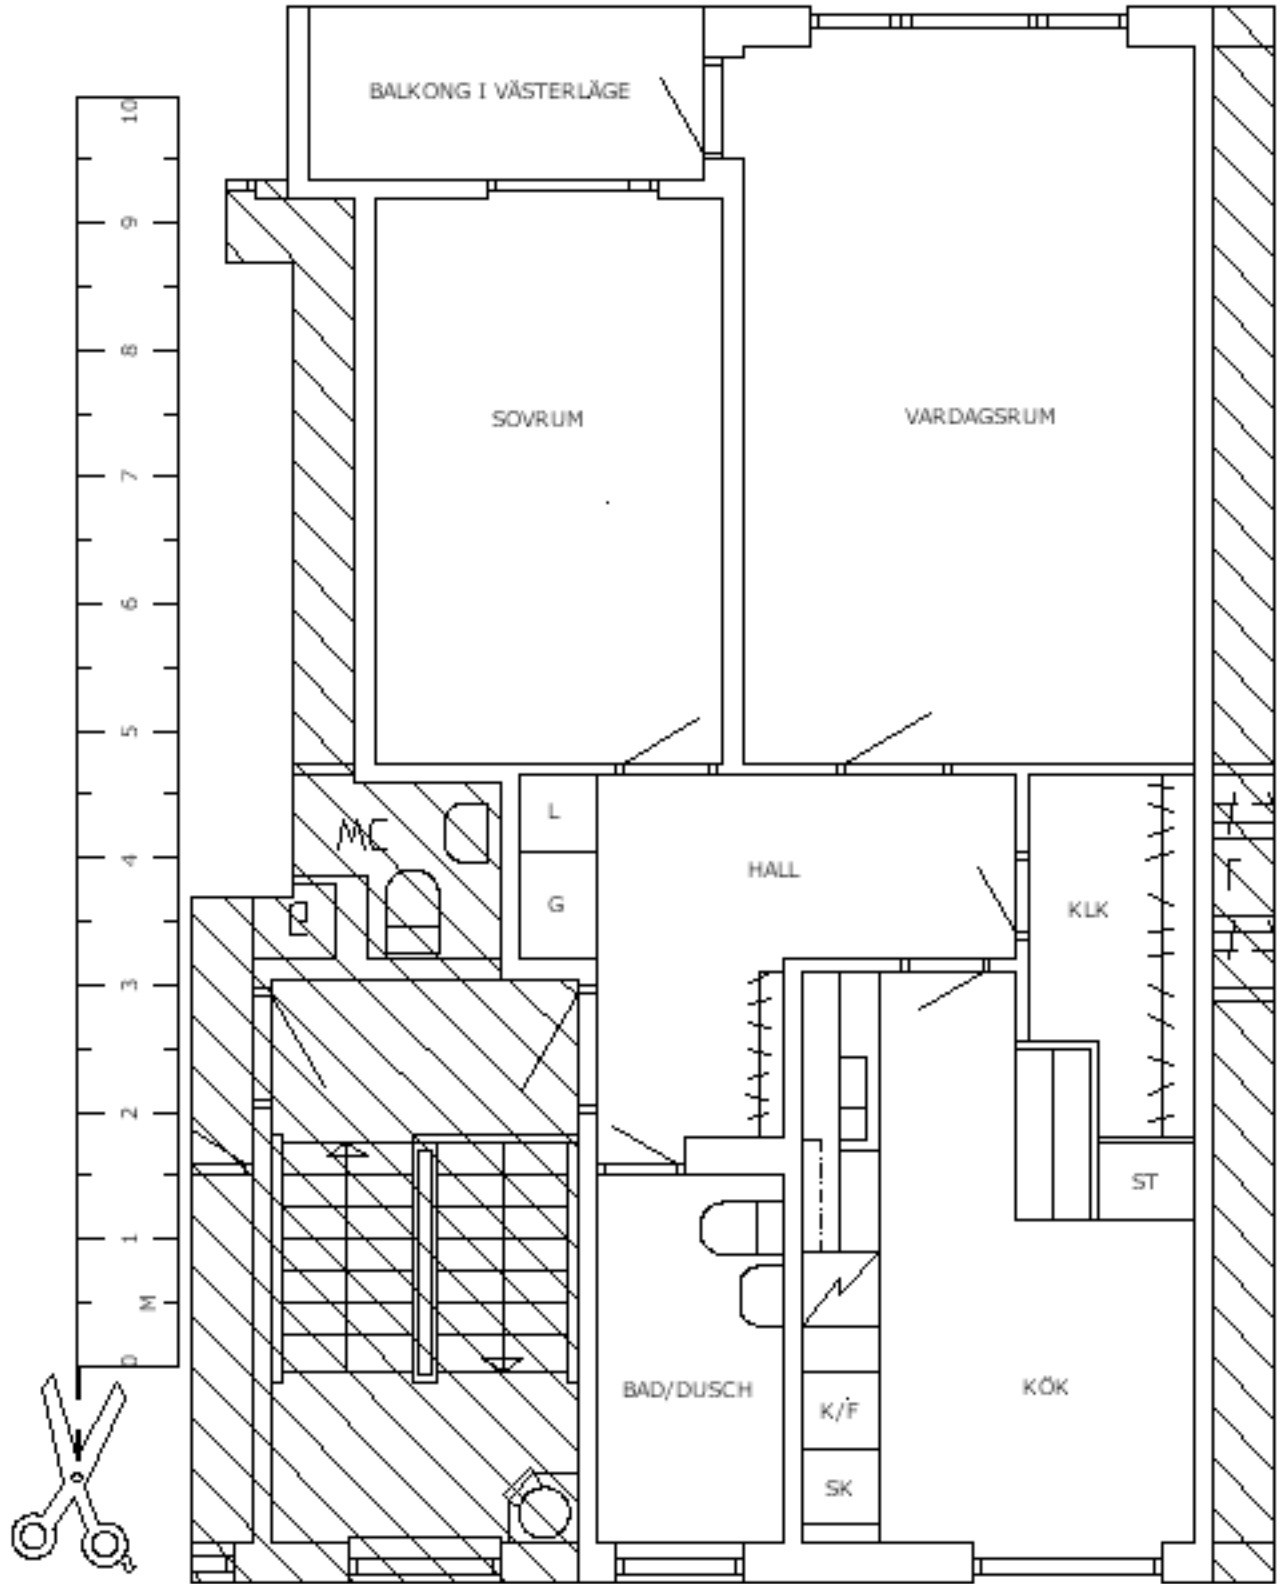 BALKONG I VÄSTERLÄGE
10
9
SOVRUM
VARDAGSRUM
8
7
6
5
L
WC
4
HALL
G
KLK
3
2
ST
1
M
0
BAD/DUSCH
KÖK
K/F
SK